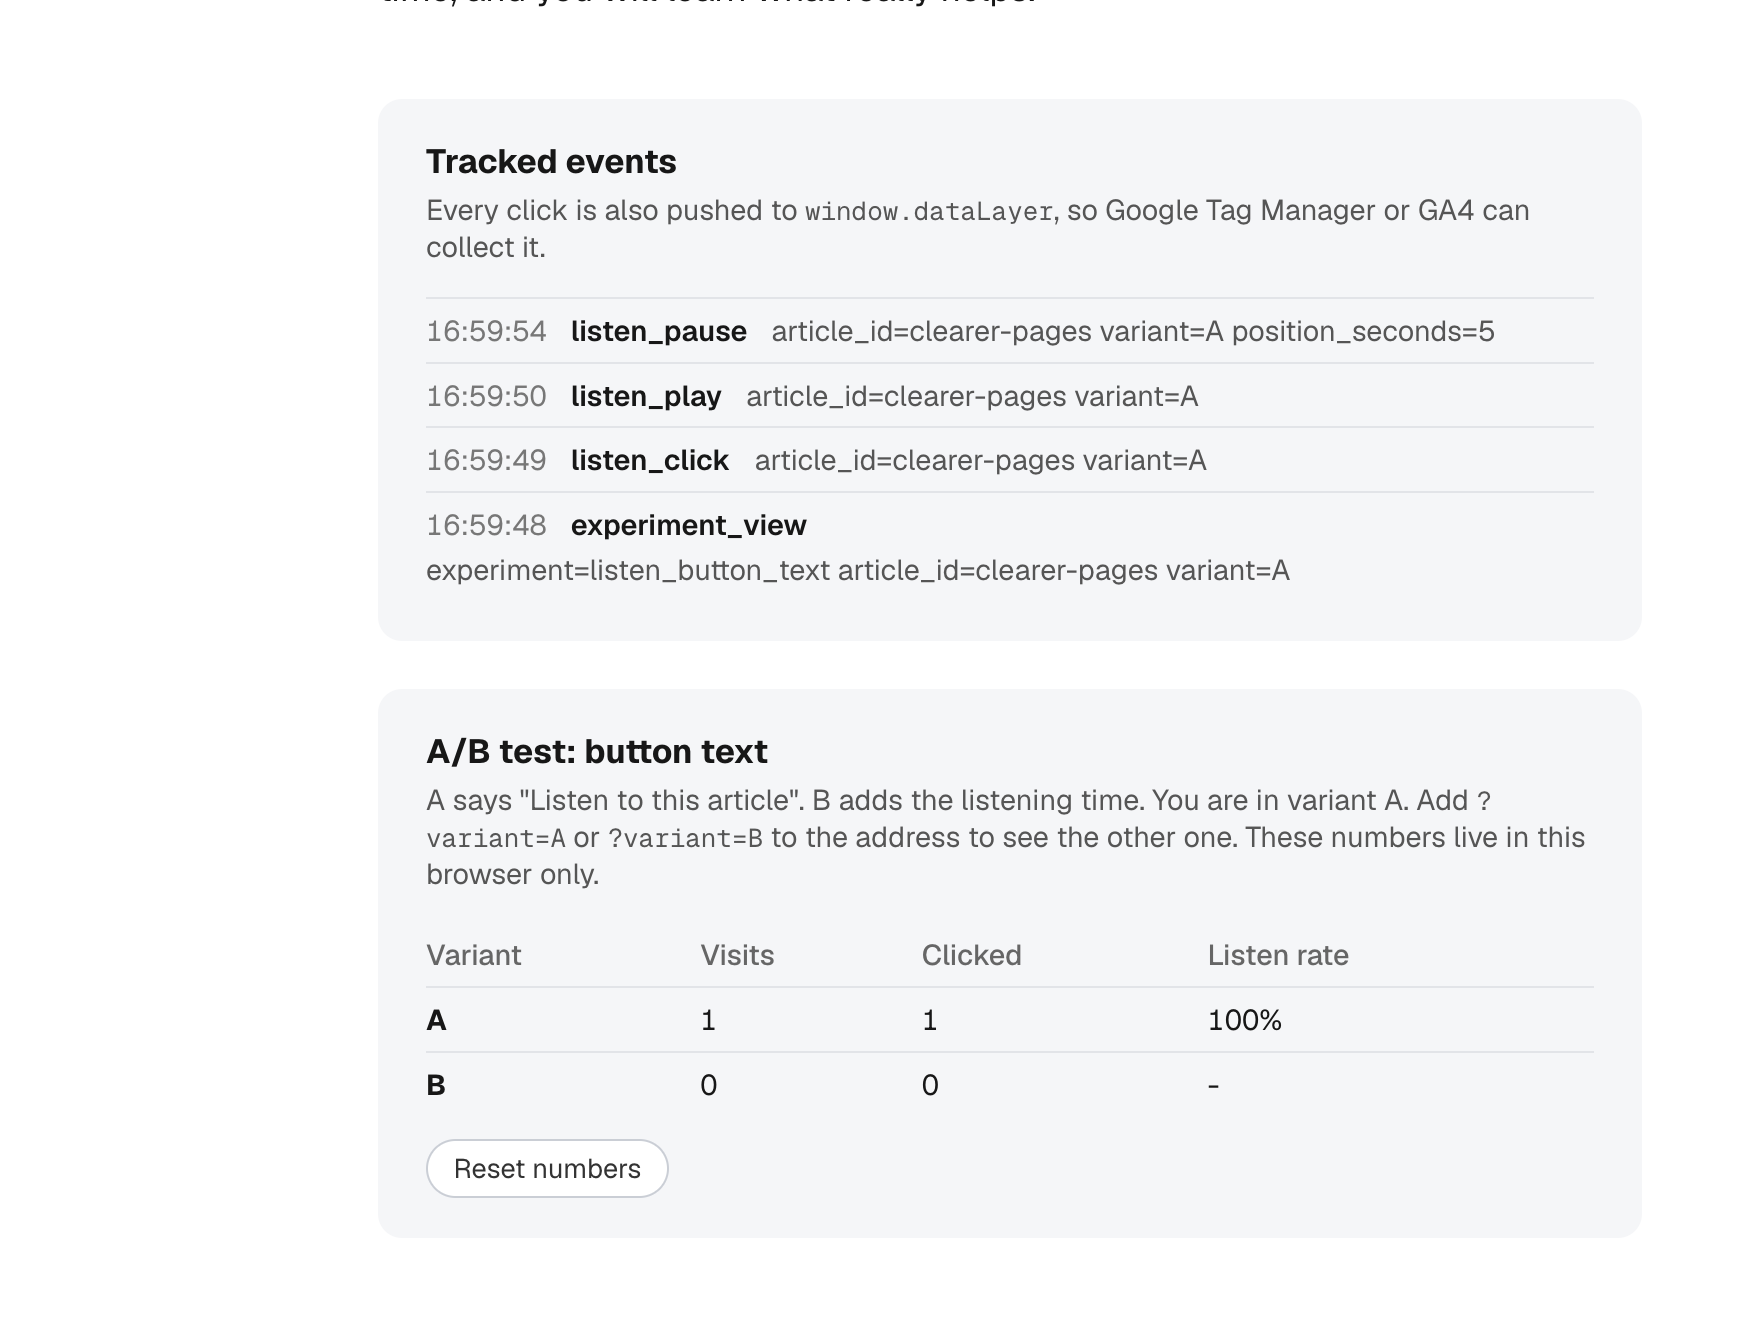 Tracked events
Every click is also pushed to window.dataLayer, so Google Tag Manager or GA4 can
collect it.
16:59:54 listen_pause article_id=clearer-pages variant=A position_seconds=5
16:59:50 listen_play article_id=clearer-pages variant=A
16:59:49 listen_click article_id=clearer-pages variant=A
16:59:48 experiment_view
experiment=listen_button_text article_id=clearer-pages variant=A
A/B test: button text
A says "Listen to this article". B adds the listening time. You are in variant A. Add ?
variant=A or ?variant=B to the address to see the other one. These numbers live in this
browser only.
Variant Visits Clicked Listen rate
A 1 1 100%
B 0 0 -
Reset numbers